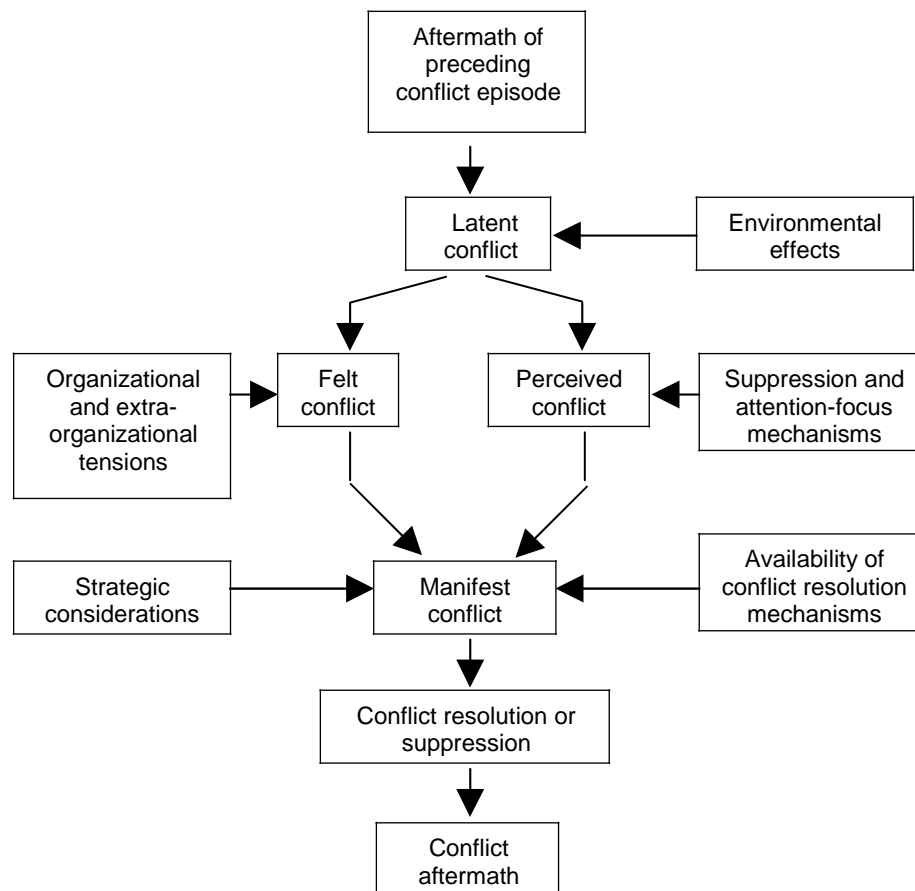 Aftermath of
preceding
conflict episode
Latent
conflict
Environmental
effects
Organizational
and extra-
organizational
tensions
Felt
conflict
Perceived
conflict
Suppression and
attention-focus
mechanisms
Strategic
considerations
Manifest
conflict
Availability of
conflict resolution
mechanisms
Conflict resolution or
suppression
Conflict
aftermath